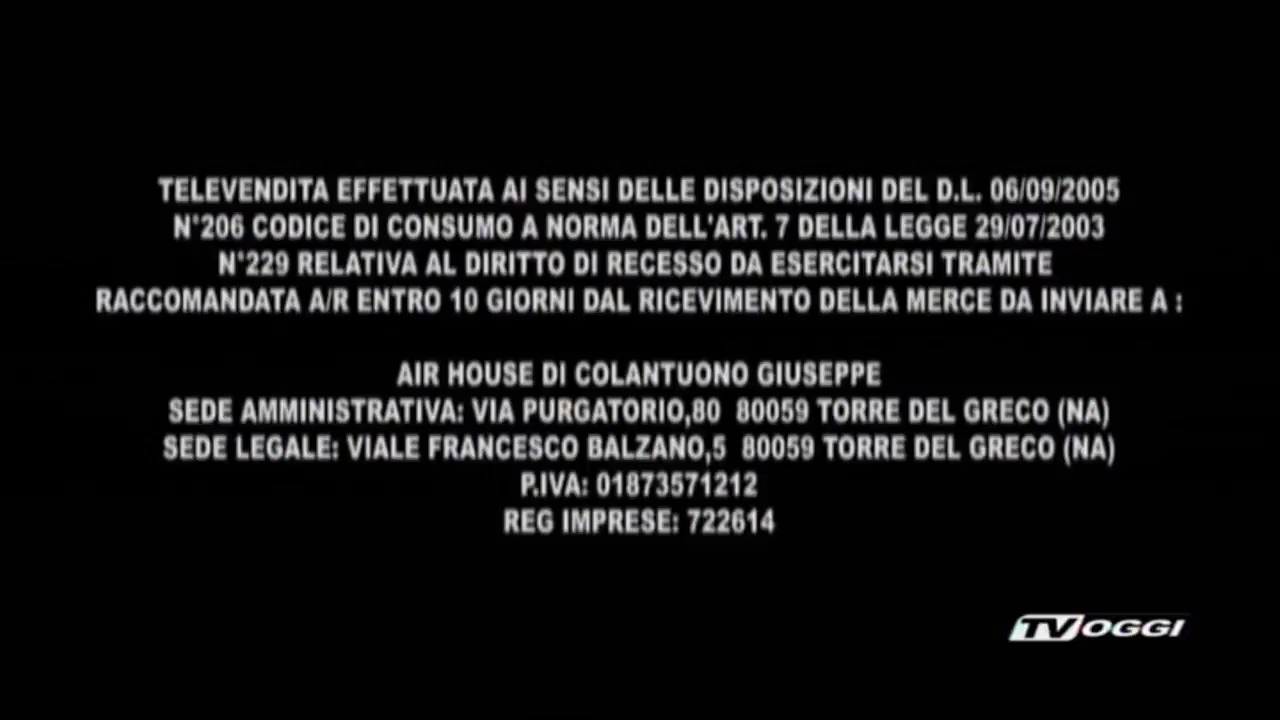 TELEVENDITA EFFETTUATA AI SENSI DELLE DISPOSIZIONI DEL D.L. 06/09/2005
N°206 CODICE DI CONSUMO A NORMA DELL'ART. 7 DELLA LEGGE 29/07/2003
N°229 RELATIVA AL DIRITTO DI RECESSO DA ESERCITARSI TRAMITE
RACCOMANDATA A/R ENTRO 10 GIORNI DAL RICEVIMENTO DELLA MERCE DA INVIARE A :
AIR HOUSE DI COLANTUONO GIUSEPPE
SEDE AMMINISTRATIVA: VIA PURGATORIO,80 80059 TORRE DEL GRECO (NA)
SEDE LEGALE: VIALE FRANCESCO BALZANO,5 80059 TORRE DEL GRECO (NA)
P.IVA: 01873571212
REG IMPRESE: 722614
TV OGGI